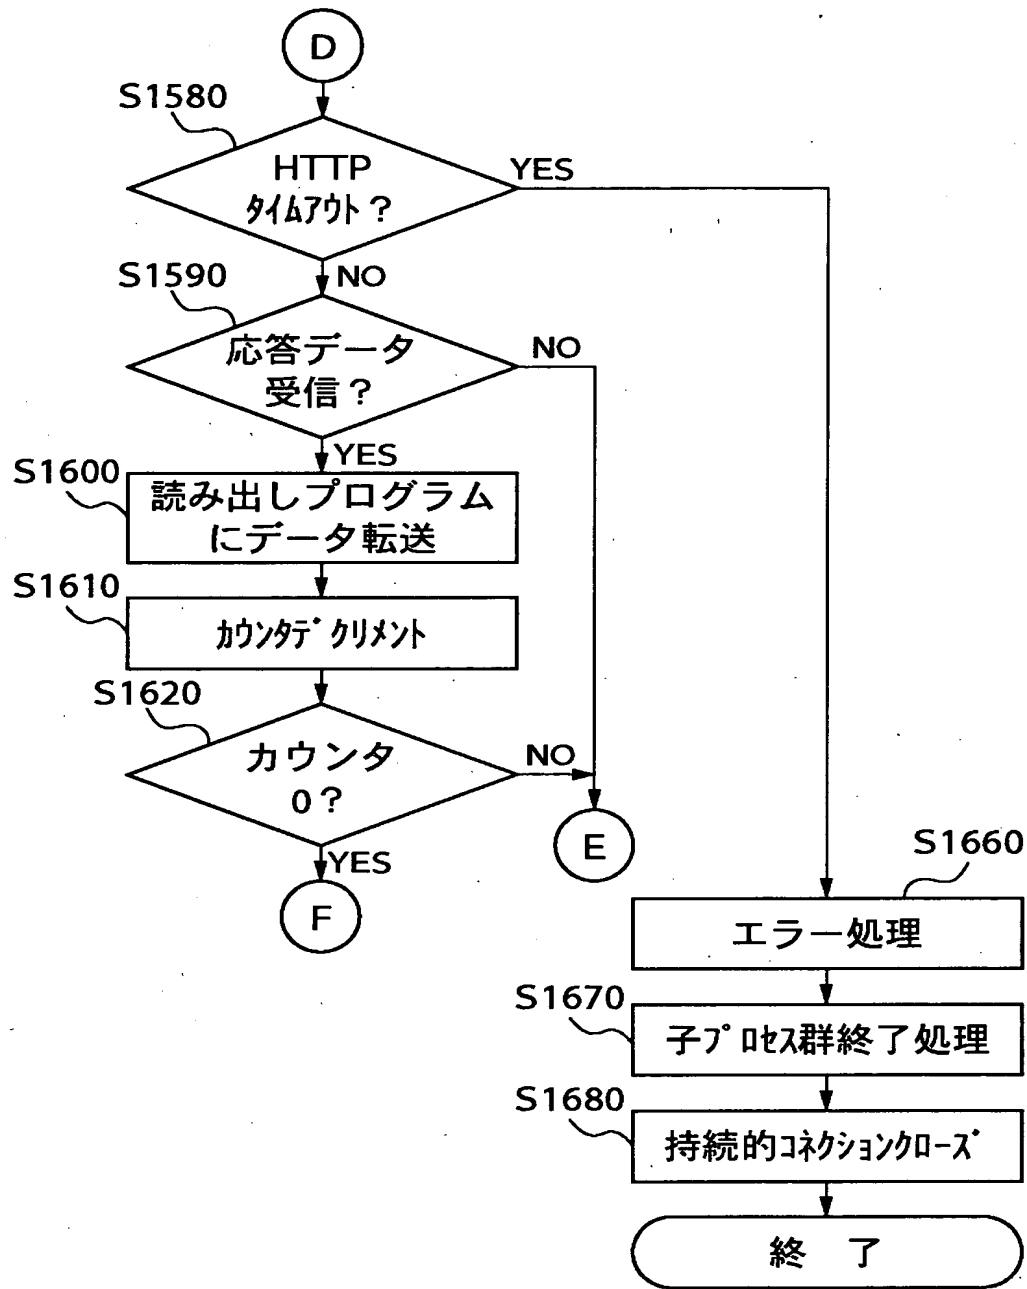 D
S1580
HTTP
YES
ﾀｲﾑｱｳﾄ？
S1590
NO
応答データ
NO
受信？
YES
S1600
読み出しプログラム
にデータ転送
S1610
ｶｳﾝﾀﾃﾞｸﾘﾒﾝﾄ
S1620
カウンタ
NO
0？
E
YES
S1660
F
エラー処理
S1670
子ﾌﾟﾛｾｽ群終了処理
S1680
持続的ｺﾈｸｼｮﾝｸﾛｰｽﾞ
終 了